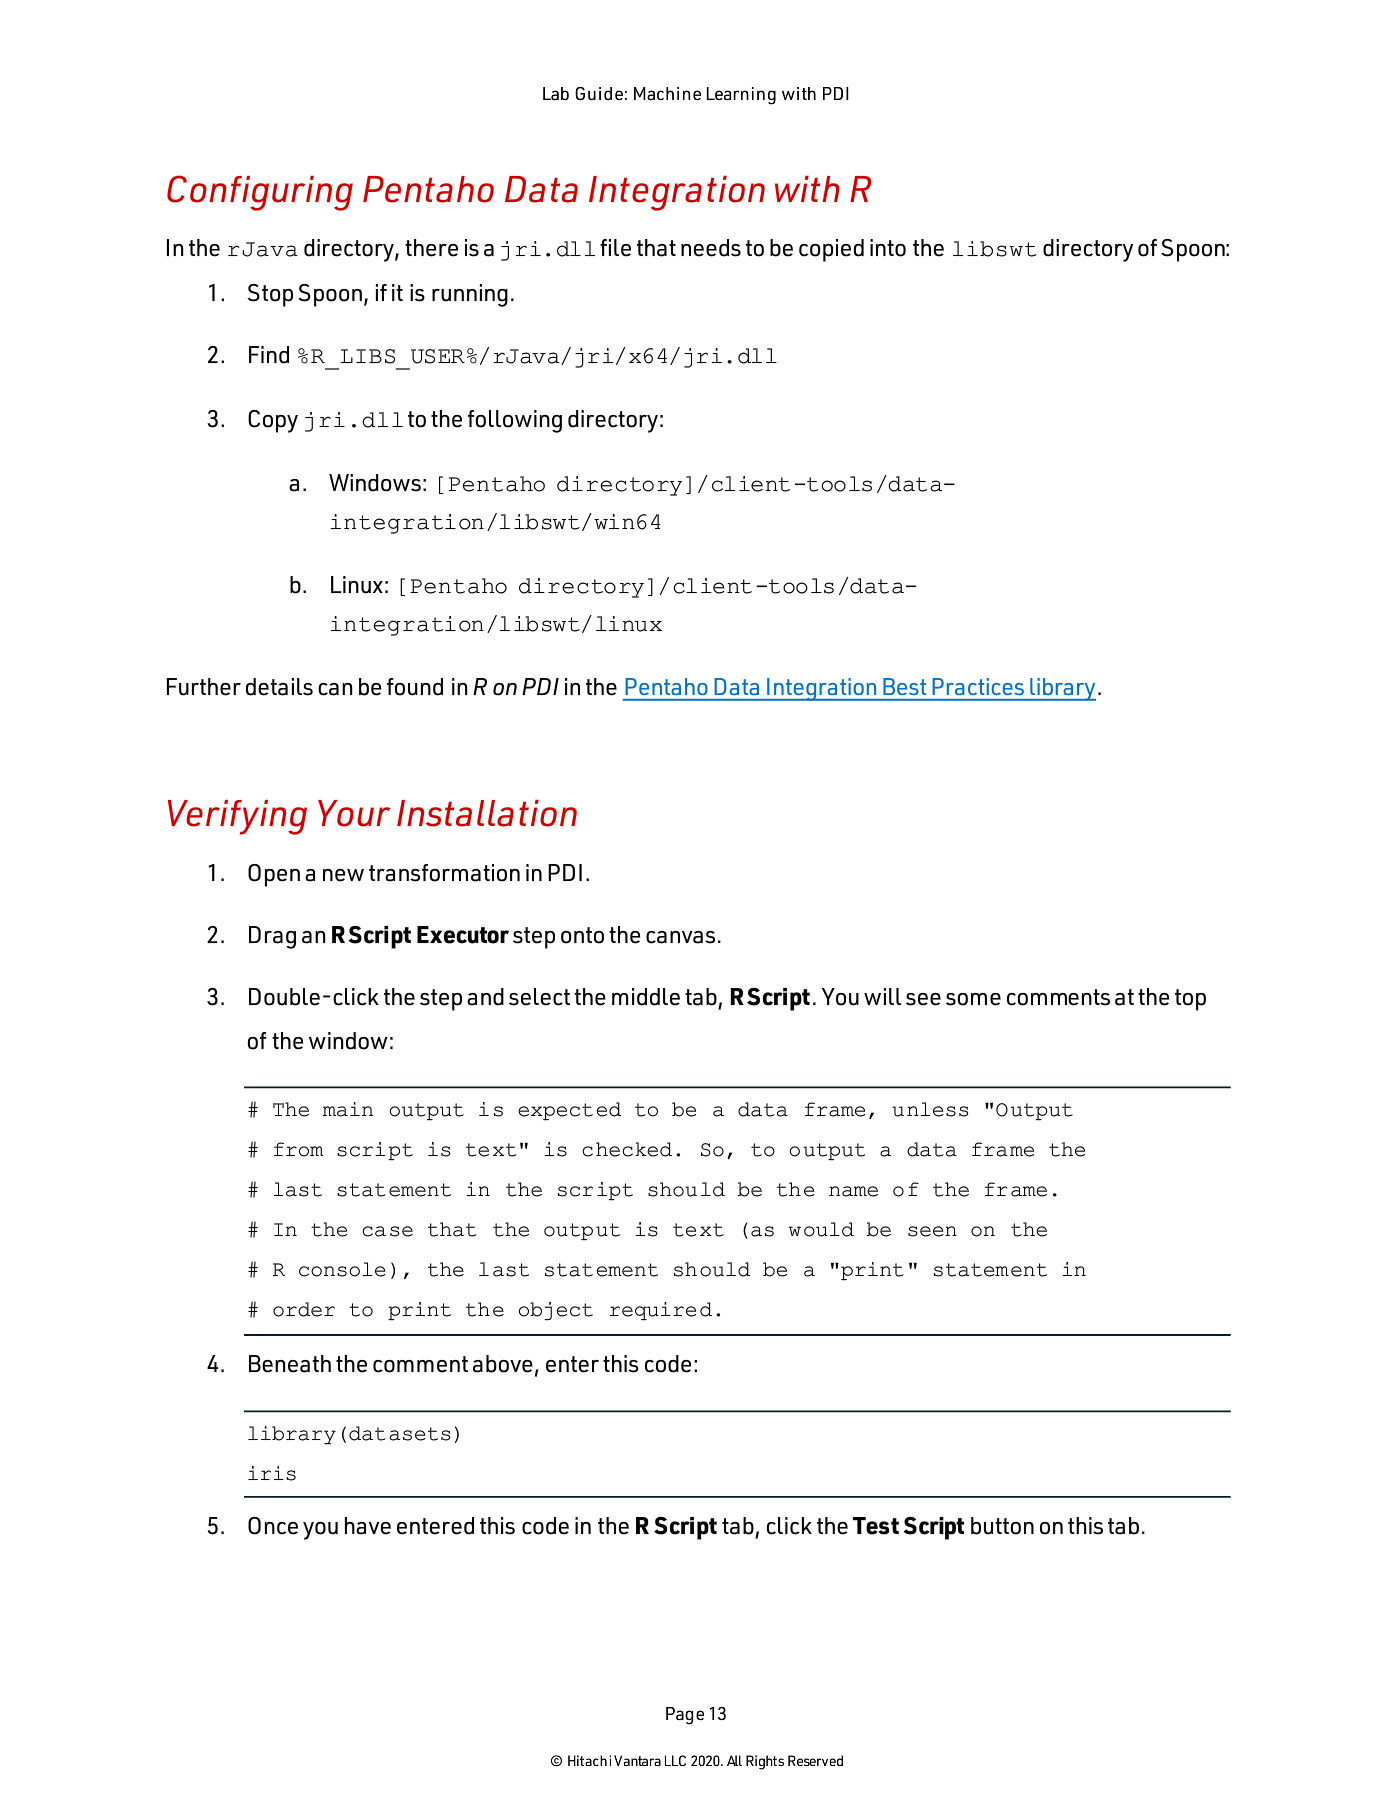 Lab Guide: Machine Learning with PDI
Configuring Pentaho Data Integration with R
In the rJava directory, there is a jri.dll file that needs to be copied into the libswt directory of Spoon:
1. Stop Spoon, if it is running.
2. Find %R_LIBS_USER%/rJava/jri/x64/jri.dll
3. Copy jri.dll to the following directory:
a. Windows: [Pentaho directory]/client-tools/data-
integration/libswt/win64
b. Linux: [Pentaho directory]/client-tools/data-
integration/libswt/linux
Further details can be found in R on PDI in the Pentaho Data Integration Best Practices library.
Verifying Your Installation
1. Open a new transformation in PDI.
2. Drag an R Script Executor step onto the canvas.
3. Double-click the step and select the middle tab, R Script. You will see some comments at the top
of the window:
# The main output is expected to be a data frame, unless "Output
# from script is text" is checked. So, to output a data frame the
# last statement in the script should be the name of the frame.
# In the case that the output is text (as would be seen on the
# R console), the last statement should be a "print" statement in
# order to print the object required.
4. Beneath the comment above, enter this code:
library(datasets)
iris
5. Once you have entered this code in the R Script tab, click the Test Script button on this tab.
Page 13
© Hitachi Vantara LLC 2020. All Rights Reserved